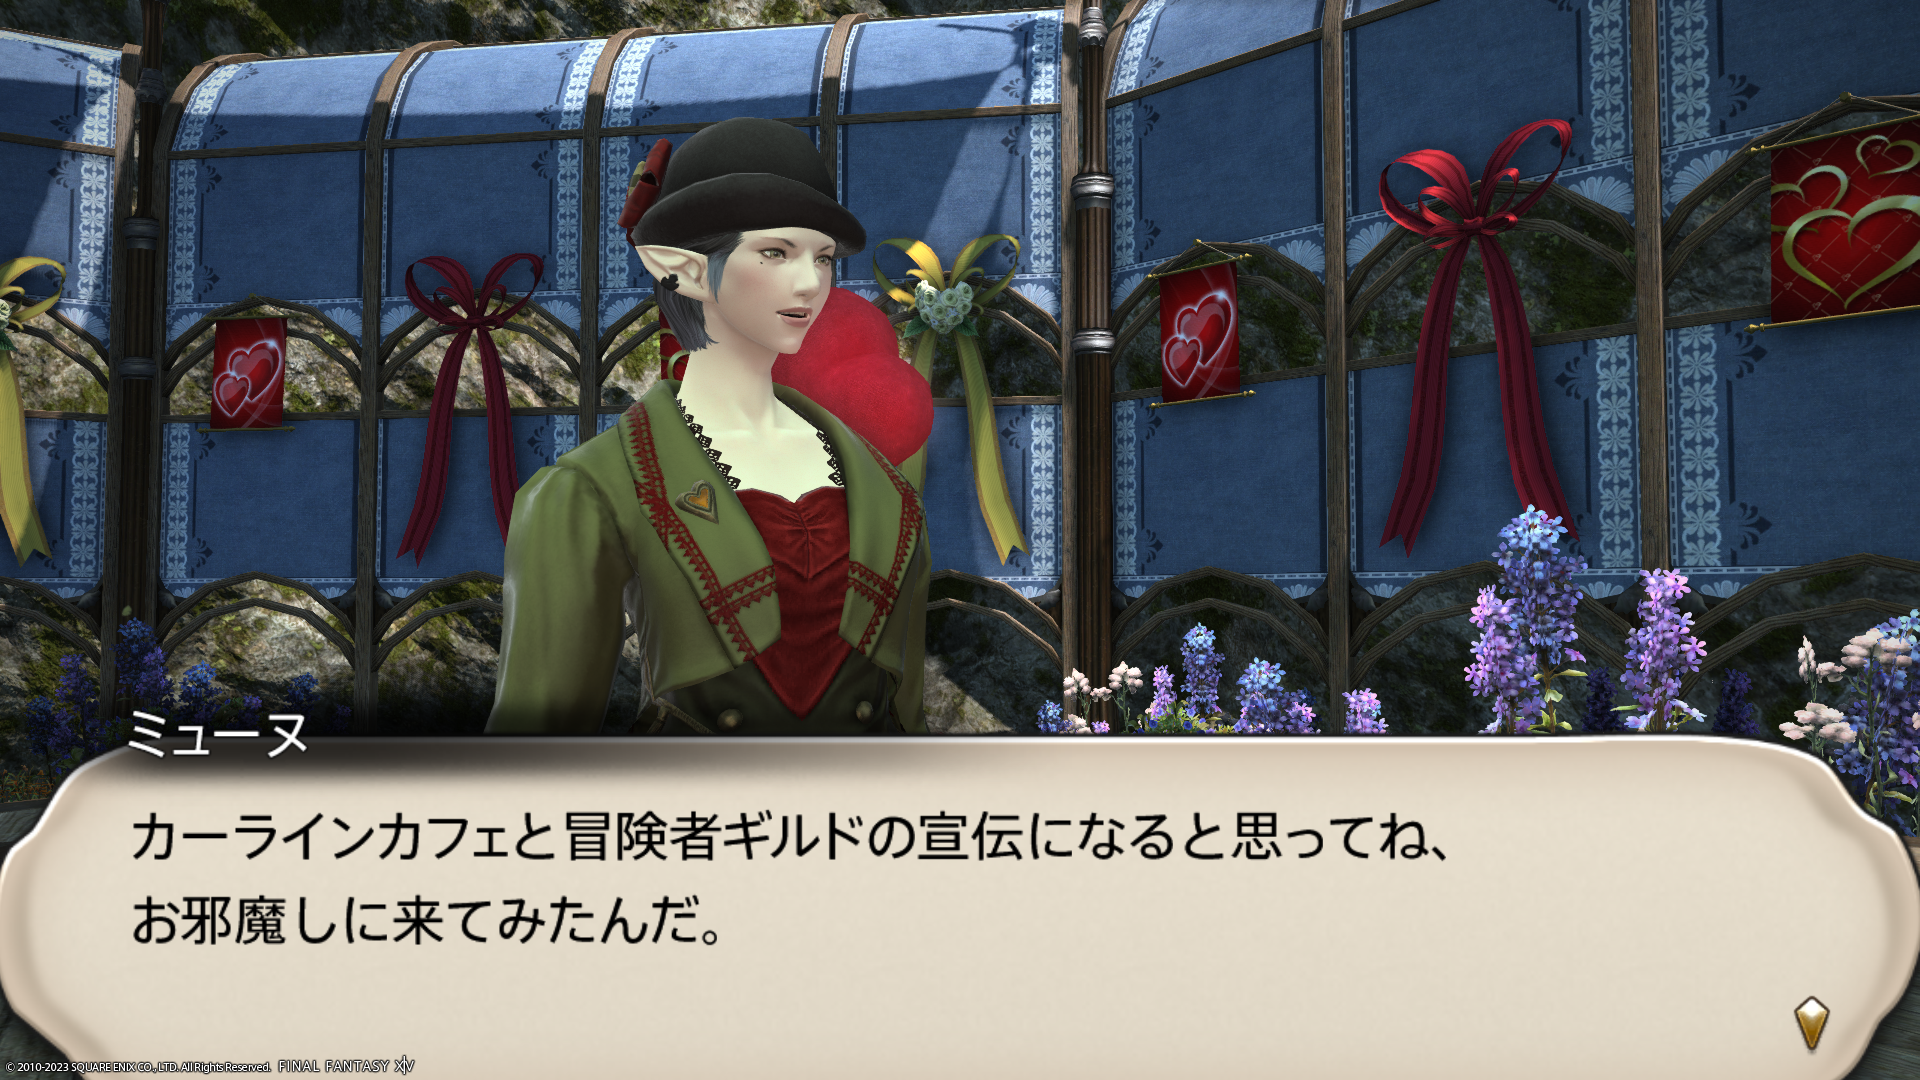 ミューヌ
カーラインカフェと冒険者ギルドの宣伝になると思ってね、
お邪魔しに来てみたんだ。
© 2010-2023 SQUARE ENIX CO., LTD. All Rights Reserved. FINAL FANTASY XIV